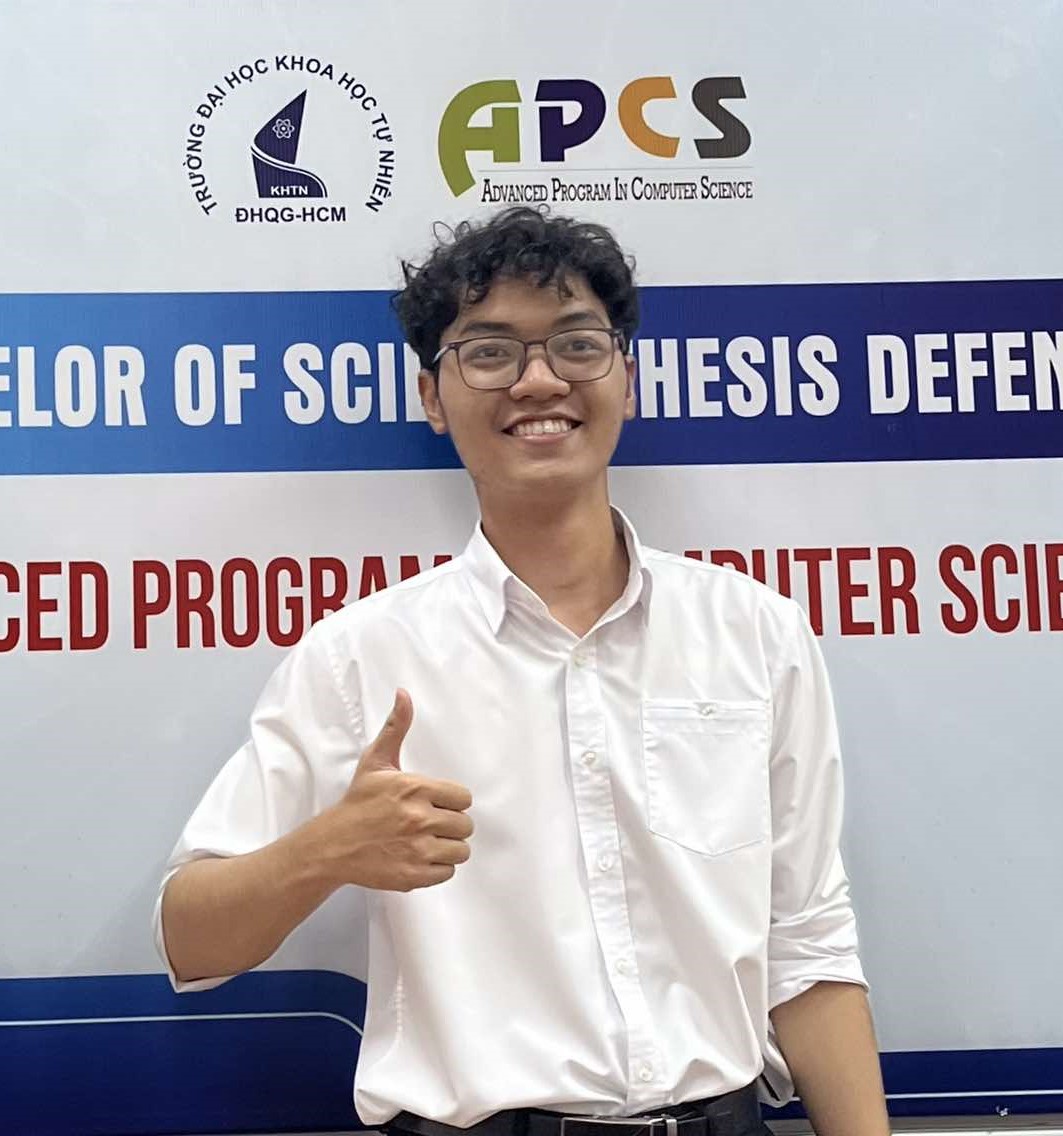 TRƯỜNG ĐẠI HỌC KHOA HỌC TỰ NHIÊN
KHTN
ĐHQG-HCM
APCS
ADVANCED PROGRAM IN COMPUTER SCIENCE
ELOR OF SCI HESIS DEFEN
CED PROGRAM PUTER SCIE